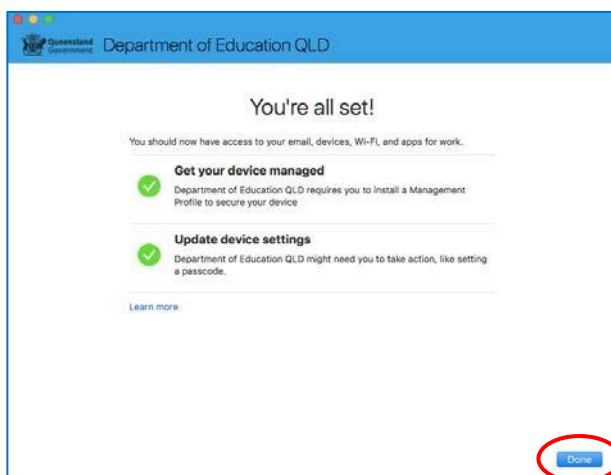 Queensland
Government
Department of Education QLD
You're all set!
You should now have access to your email, devices, Wi-Fi, and apps for work.
Get your device managed
Department of Education QLD requires you to install a Management
Profile to secure your device
Update device settings
Department of Education QLD might need you to take action, like setting
a passcode.
Learn more
Done